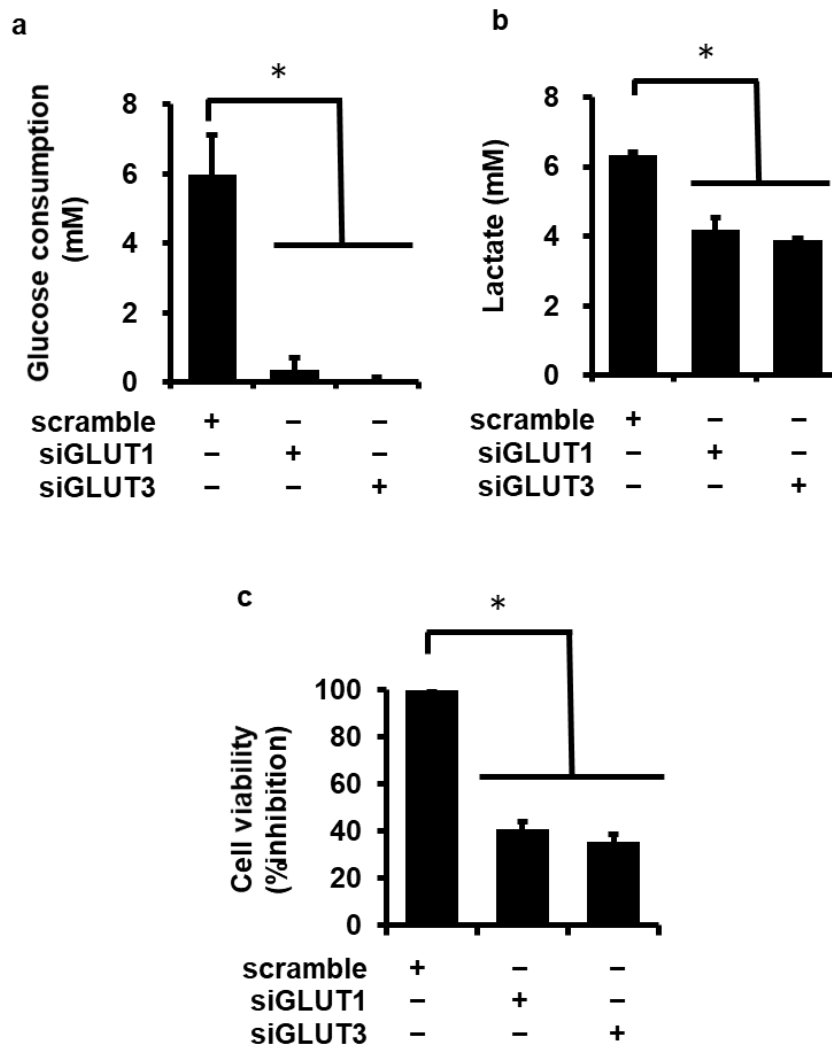 a
*
Glucose consumption
(mM)
8
6
4
2
0
scramble + – –
siGLUT1 – + –
siGLUT3 – – +
b
*
Lactate (mM)
8
6
4
2
0
scramble + – –
siGLUT1 – + –
siGLUT3 – – +
c
*
Cell viability
(%inhibition)
100
80
60
40
20
0
scramble + – –
siGLUT1 – + –
siGLUT3 – – +